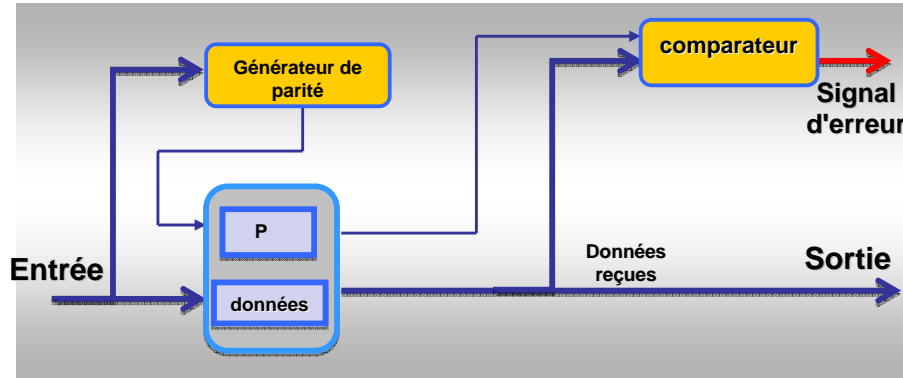 Générateur de
parité
comparateur
Signal
d'erreur
P
Entrée
données
Données
reçues
Sortie